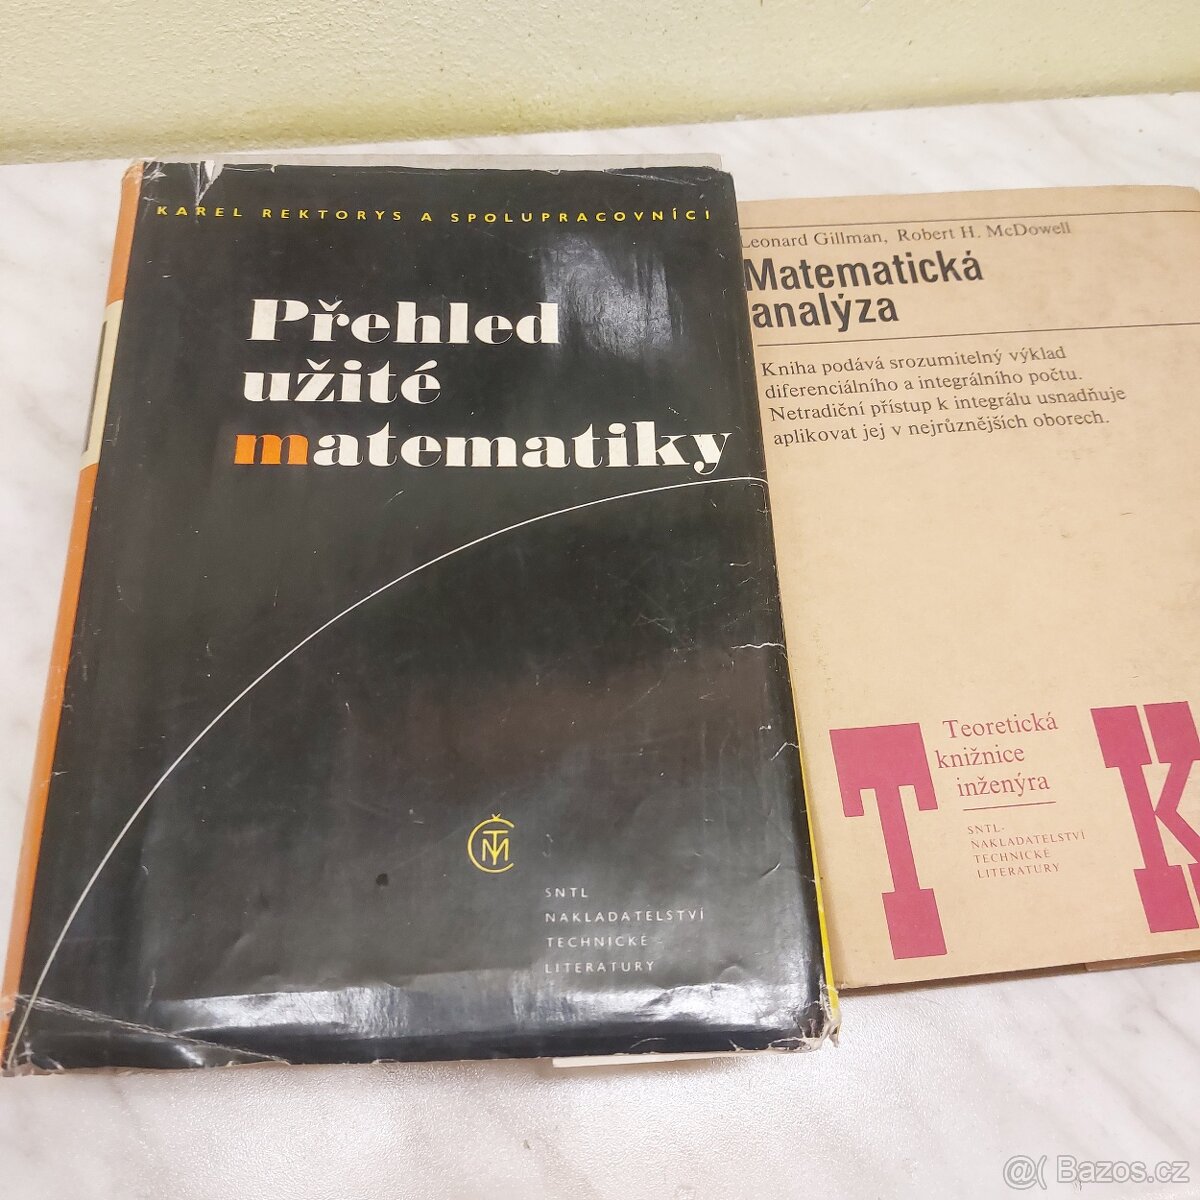 KAREL REKTORYS A SPOLUPRACOVNÍCI
Přehled
užité
matematiky
ČTM
SNTL
NAKLADATELSTVÍ
TECHNICKÉ
LITERATURY
Leonard Gillman, Robert H. McDowell
Matematická
analýza
Kniha podává srozumitelný výklad
diferenciálního a integrálního počtu.
Netradiční přístup k integrálu usnadňuje
aplikovat jej v nejrůznějších oborech.
T K
Teoretická
knižnice
inženýra
SNTL-
NAKLADATELSTVÍ
TECHNICKÉ
LITERATURY
@( Bazos.cz